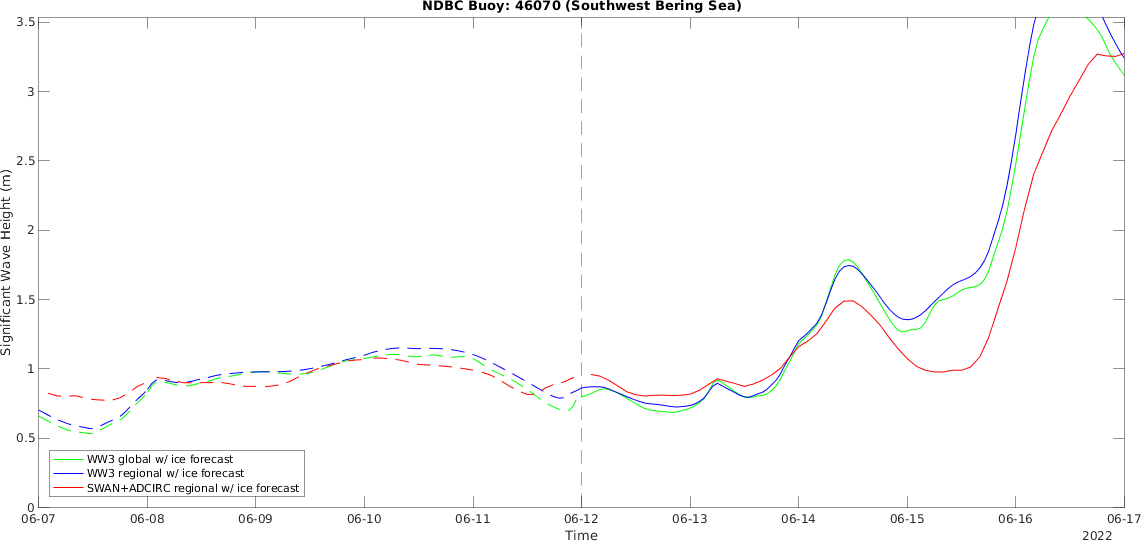 NDBC Buoy: 46070 (Southwest Bering Sea)
3.5
3
2.5
2
1.5
1
0.5
0
Significant Wave Height (m)
WW3 global w/ ice forecast
WW3 regional w/ ice forecast
SWAN+ADCIRC regional w/ ice forecast
06-07 06-08 06-09 06-10 06-11 06-12 06-13 06-14 06-15 06-16 06-17
Time
2022